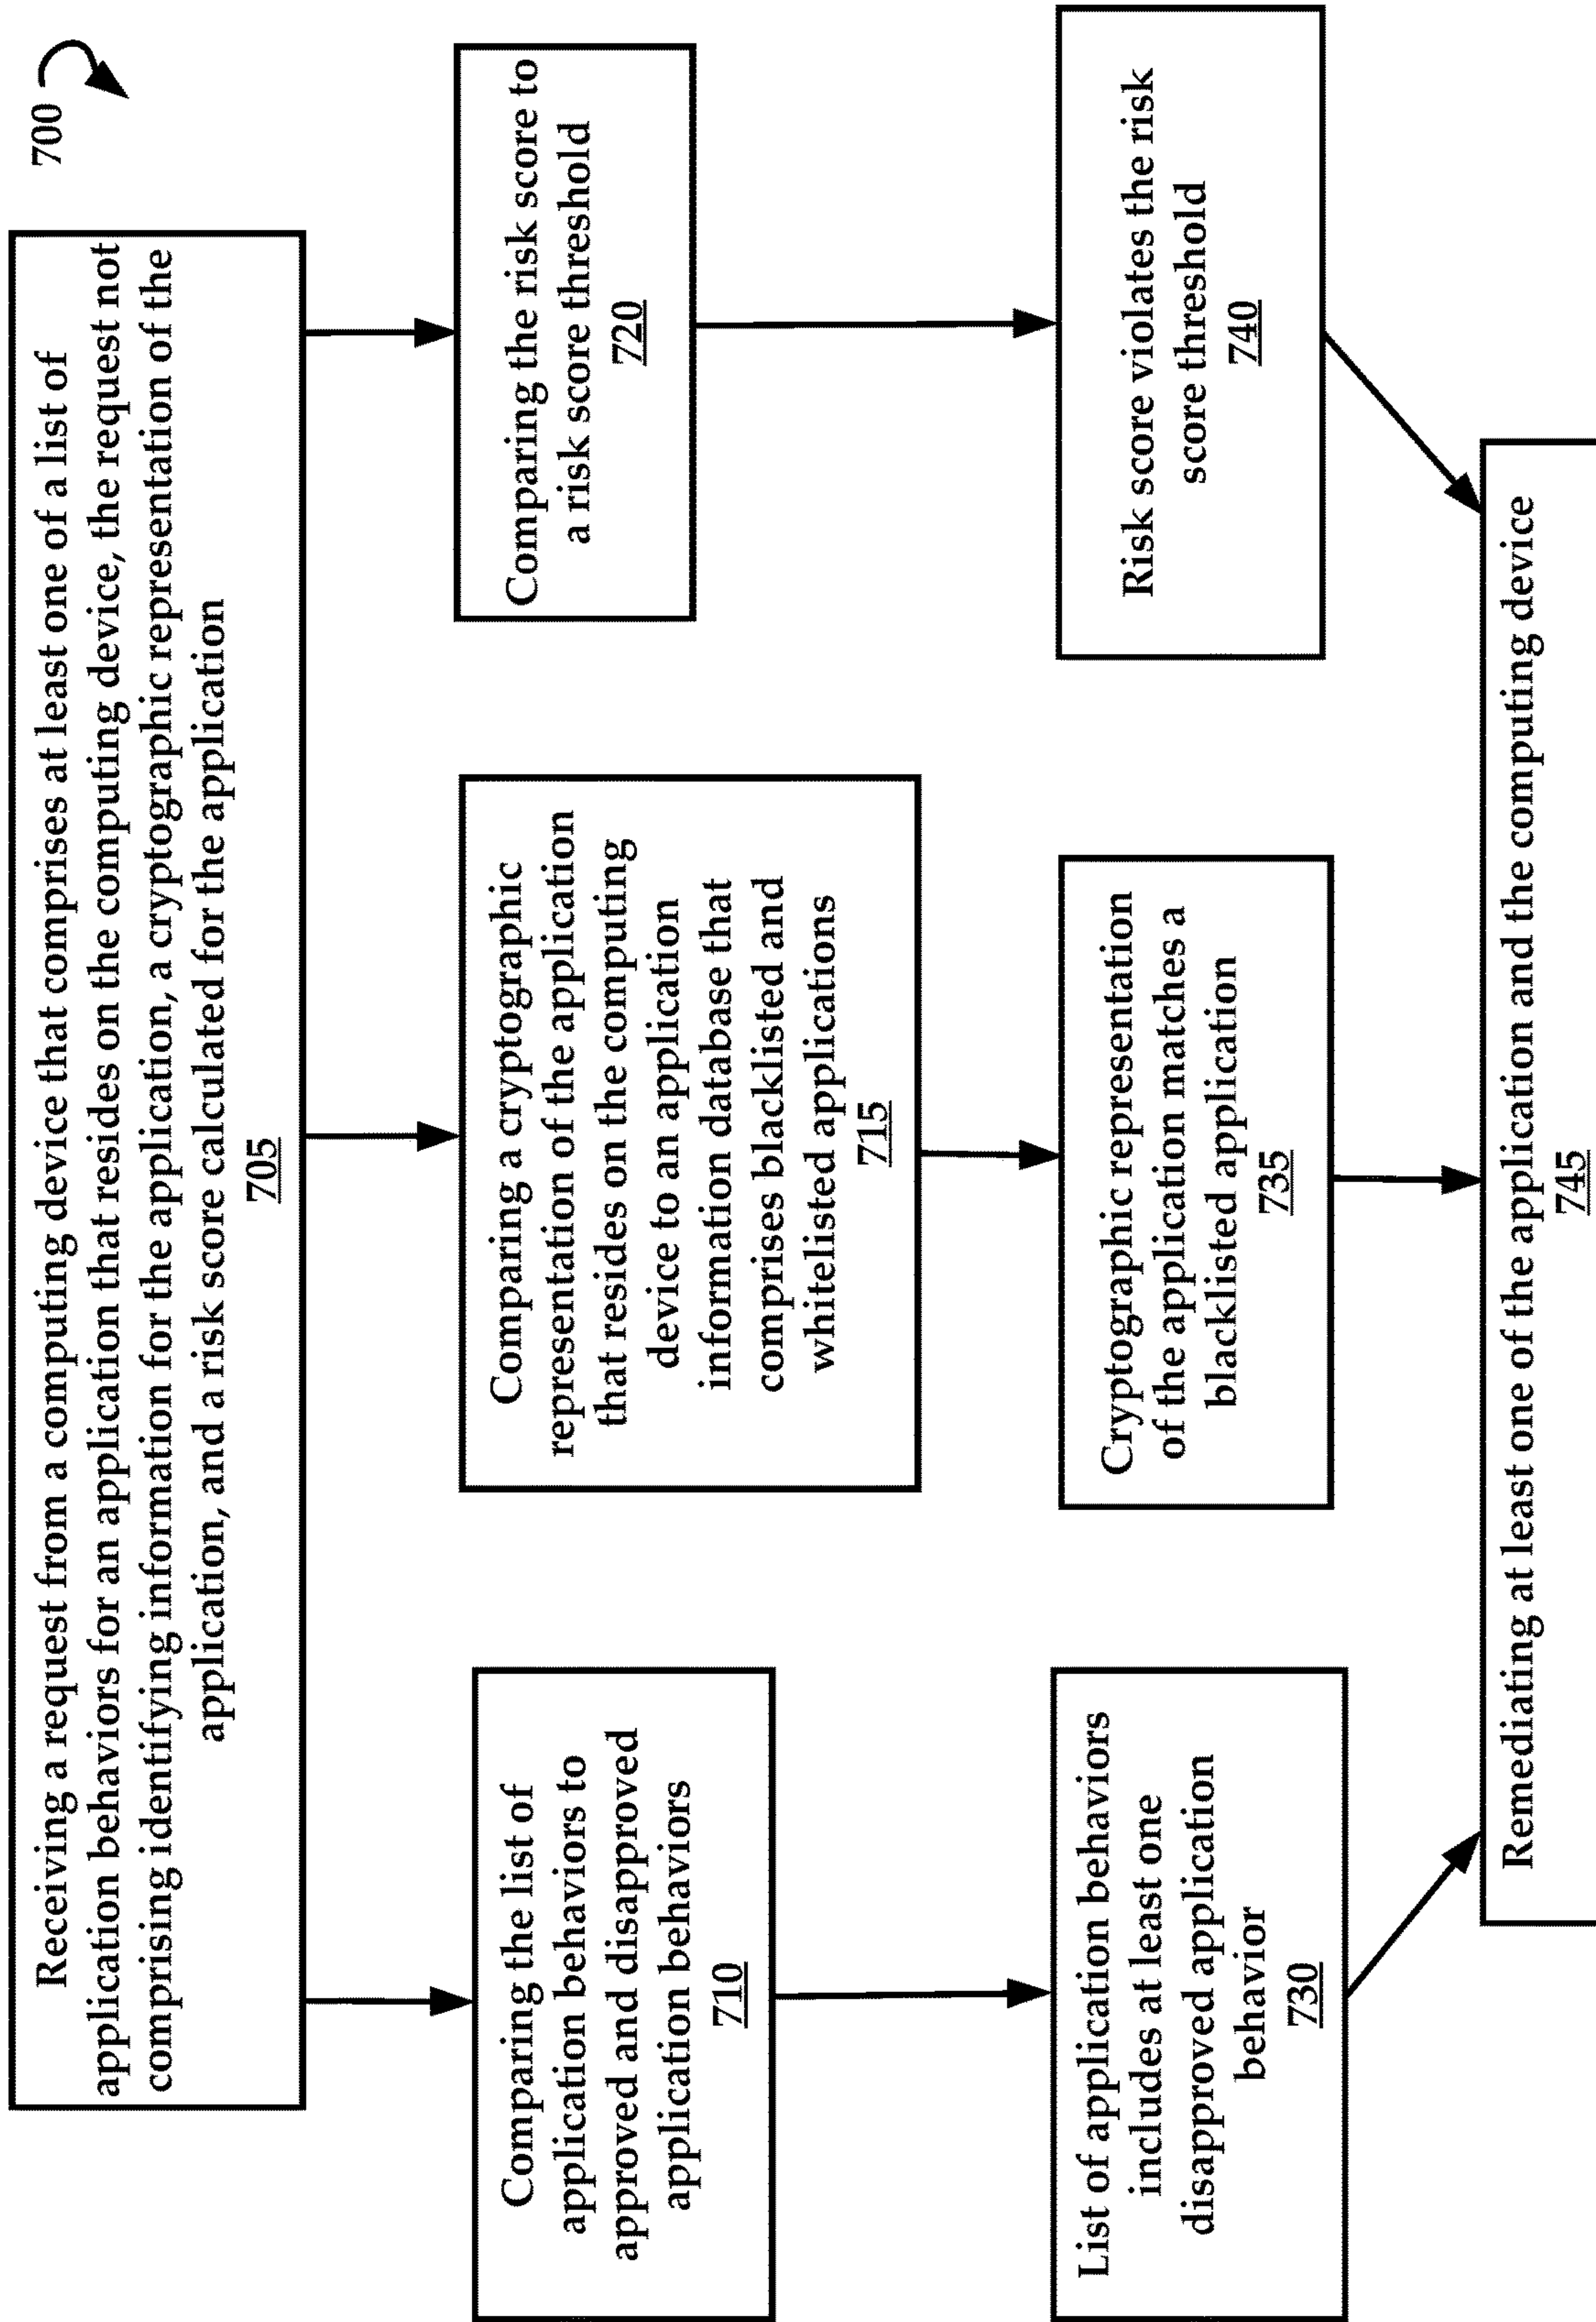 700
Receiving a request from a computing device that comprises at least one of a list of
application behaviors for an application that resides on the computing device, the request not
comprising identifying information for the application, a cryptographic representation of the
application, and a risk score calculated for the application
705
Comparing the list of
application behaviors to
approved and disapproved
application behaviors
710
Comparing a cryptographic
representation of the application
that resides on the computing
device to an application
information database that
comprises blacklisted and
whitelisted applications
715
Comparing the risk score to
a risk score threshold
720
List of application behaviors
includes at least one
disapproved application
behavior
730
Cryptographic representation
of the application matches a
blacklisted application
735
Risk score violates the risk
score threshold
740
Remediating at least one of the application and the computing device
745